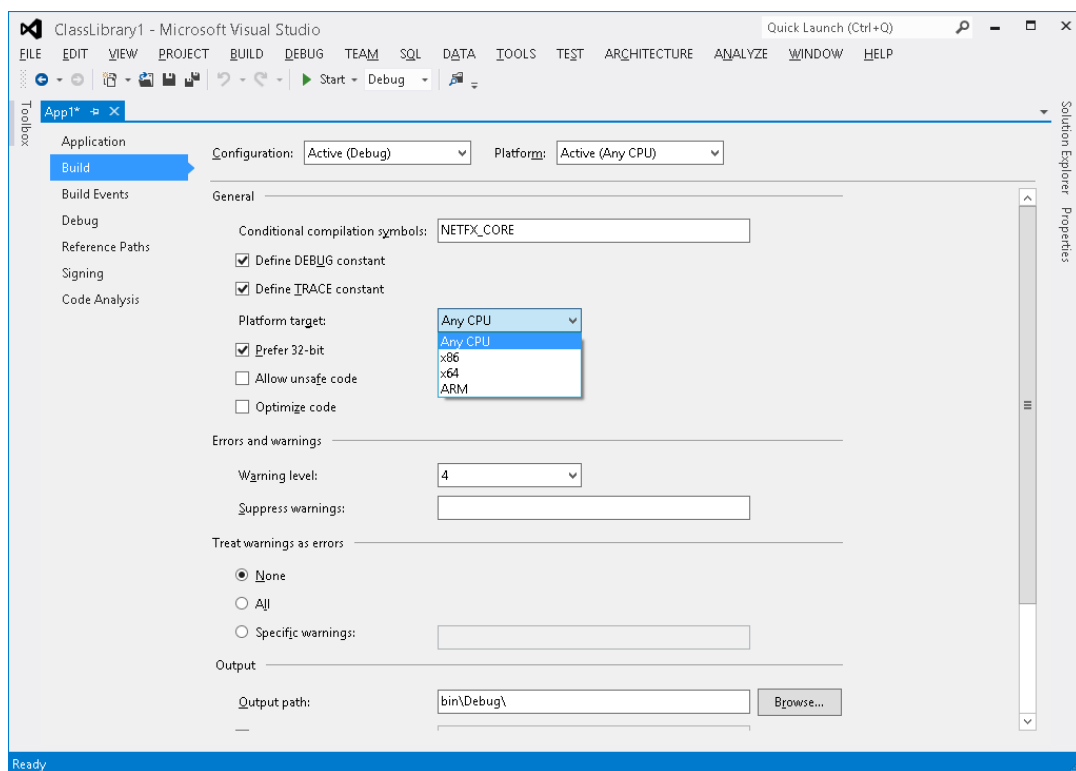 ClassLibrary1 - Microsoft Visual Studio Quick Launch (Ctrl+Q)
FILE EDIT VIEW PROJECT BUILD DEBUG TEAM SQL DATA TOOLS TEST ARCHITECTURE ANALYZE WINDOW HELP
Start Debug
Toolbox
App1*
Solution Explorer
Properties
Application
Build
Build Events
Debug
Reference Paths
Signing
Code Analysis
Configuration: Active (Debug) Platform: Active (Any CPU)
General
Conditional compilation symbols: NETFX_CORE
Define DEBUG constant
Define TRACE constant
Platform target: Any CPU
Any CPU
x86
x64
ARM
Prefer 32-bit
Allow unsafe code
Optimize code
Errors and warnings
Warning level: 4
Suppress warnings:
Treat warnings as errors
None
All
Specific warnings:
Output
Output path: bin\Debug\ Browse...
Ready